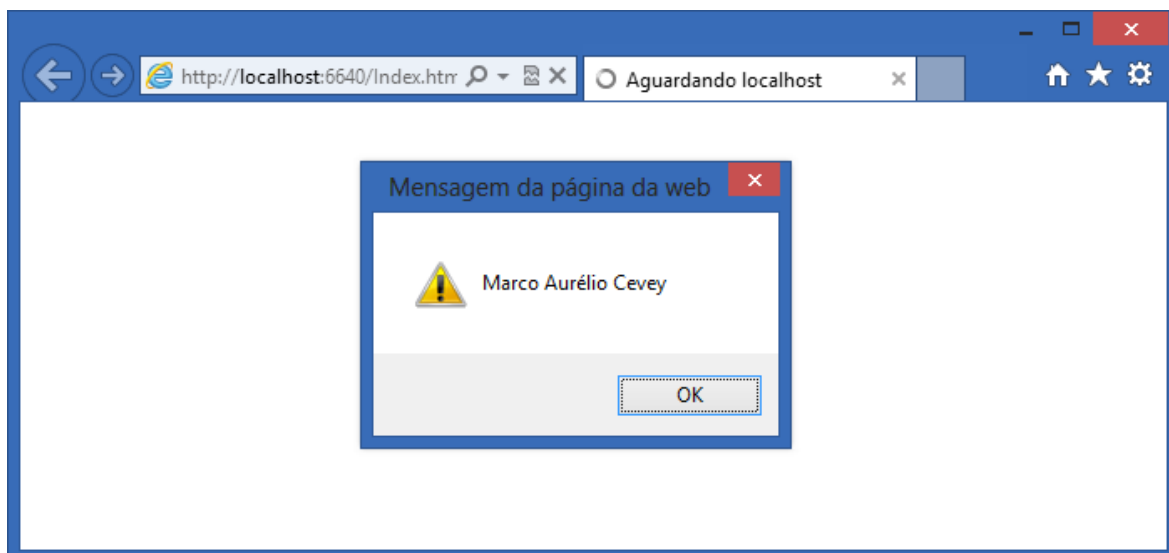 http://localhost:6640/Index.htm
Aguardando localhost
Mensagem da página da web
Marco Aurélio Cevey
OK